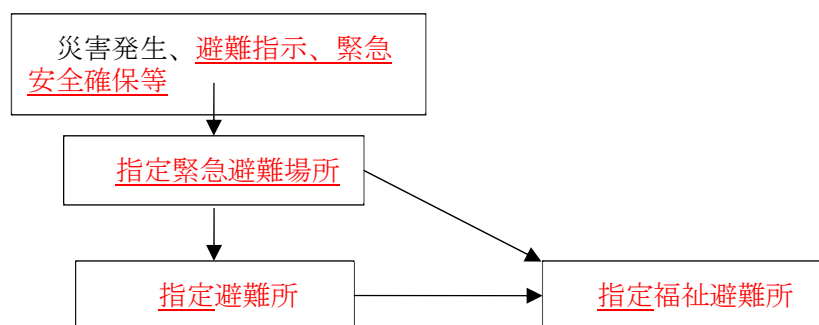 災害発生、避難指示、緊急
安全確保等
指定緊急避難場所
指定避難所
指定福祉避難所